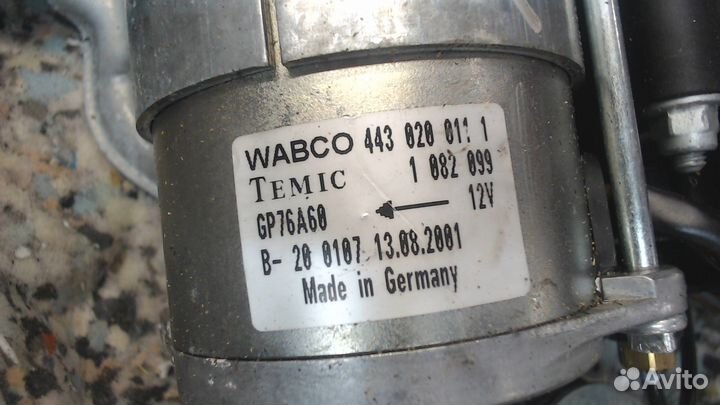 WABCO 443 020 011 1
TEMIC 1 082 099
GP76A60 12V
B- 20 0107 13.08.2001
Made in Germany
Avito